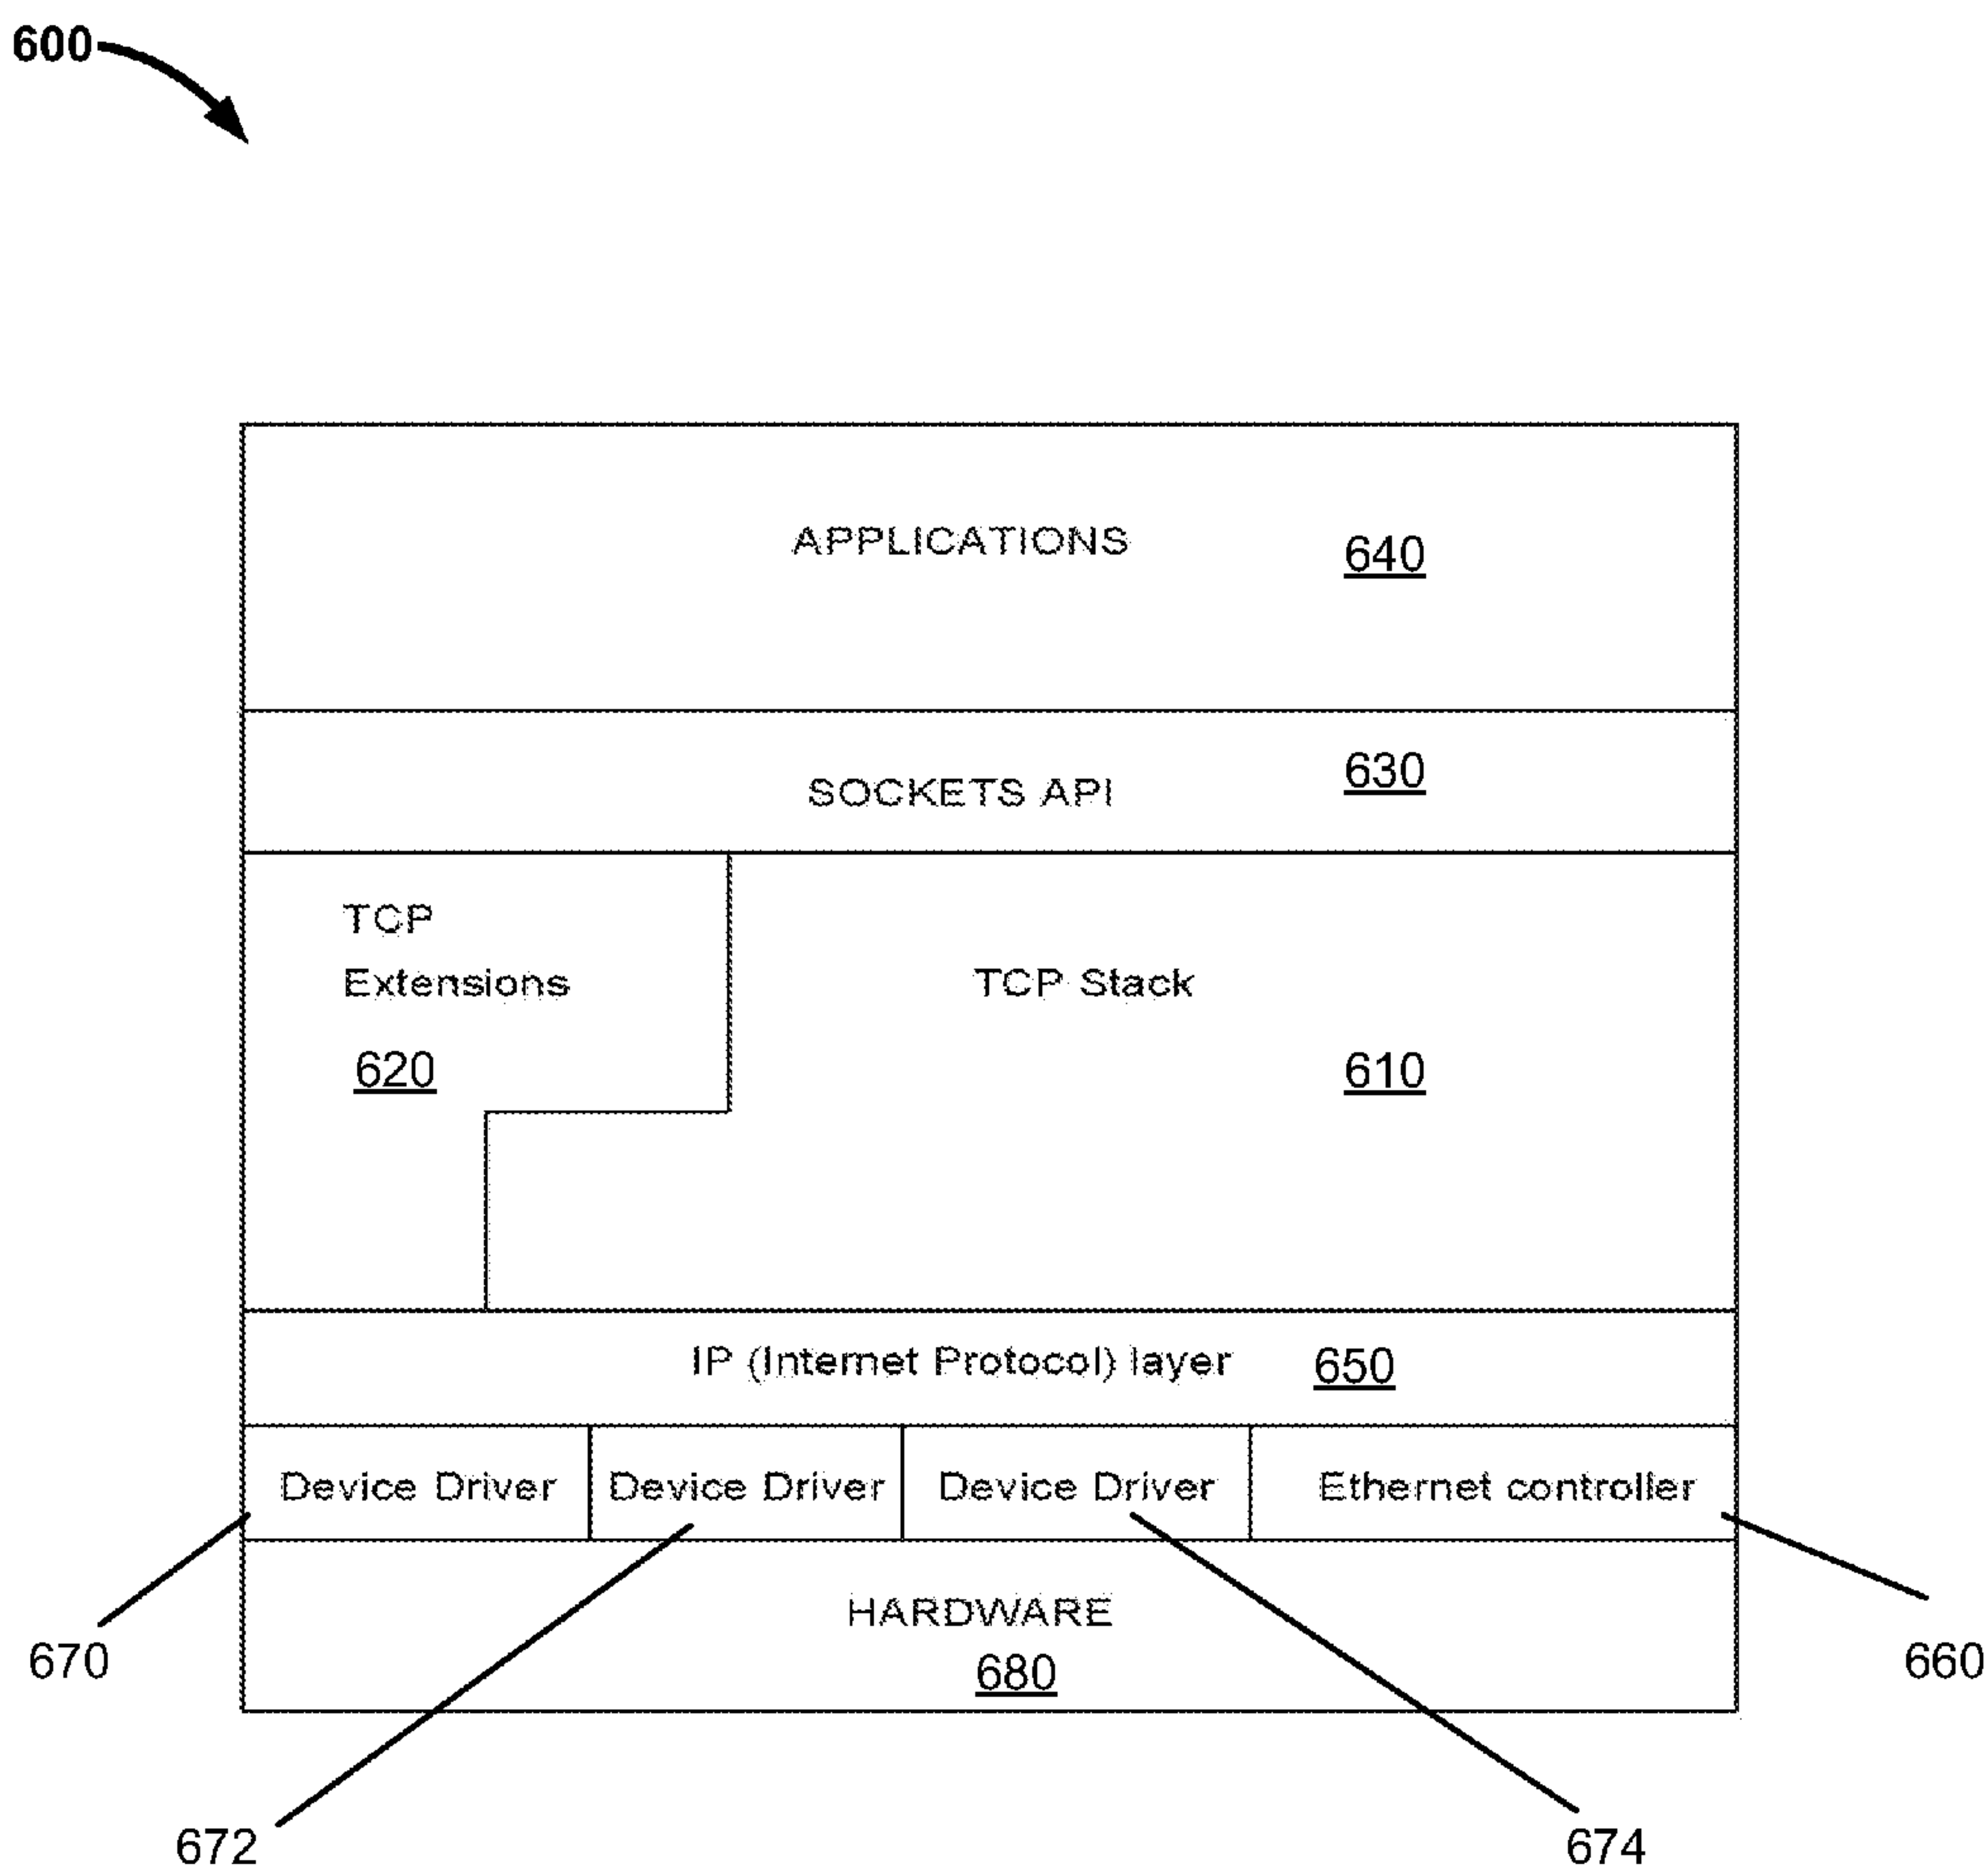 600
APPLICATIONS 640
SOCKETS API 630
TCP
Extensions
620
TCP Stack
610
IP (Internet Protocol) layer 650
Device Driver Device Driver Device Driver Ethernet controller
HARDWARE
680
670
660
672
674